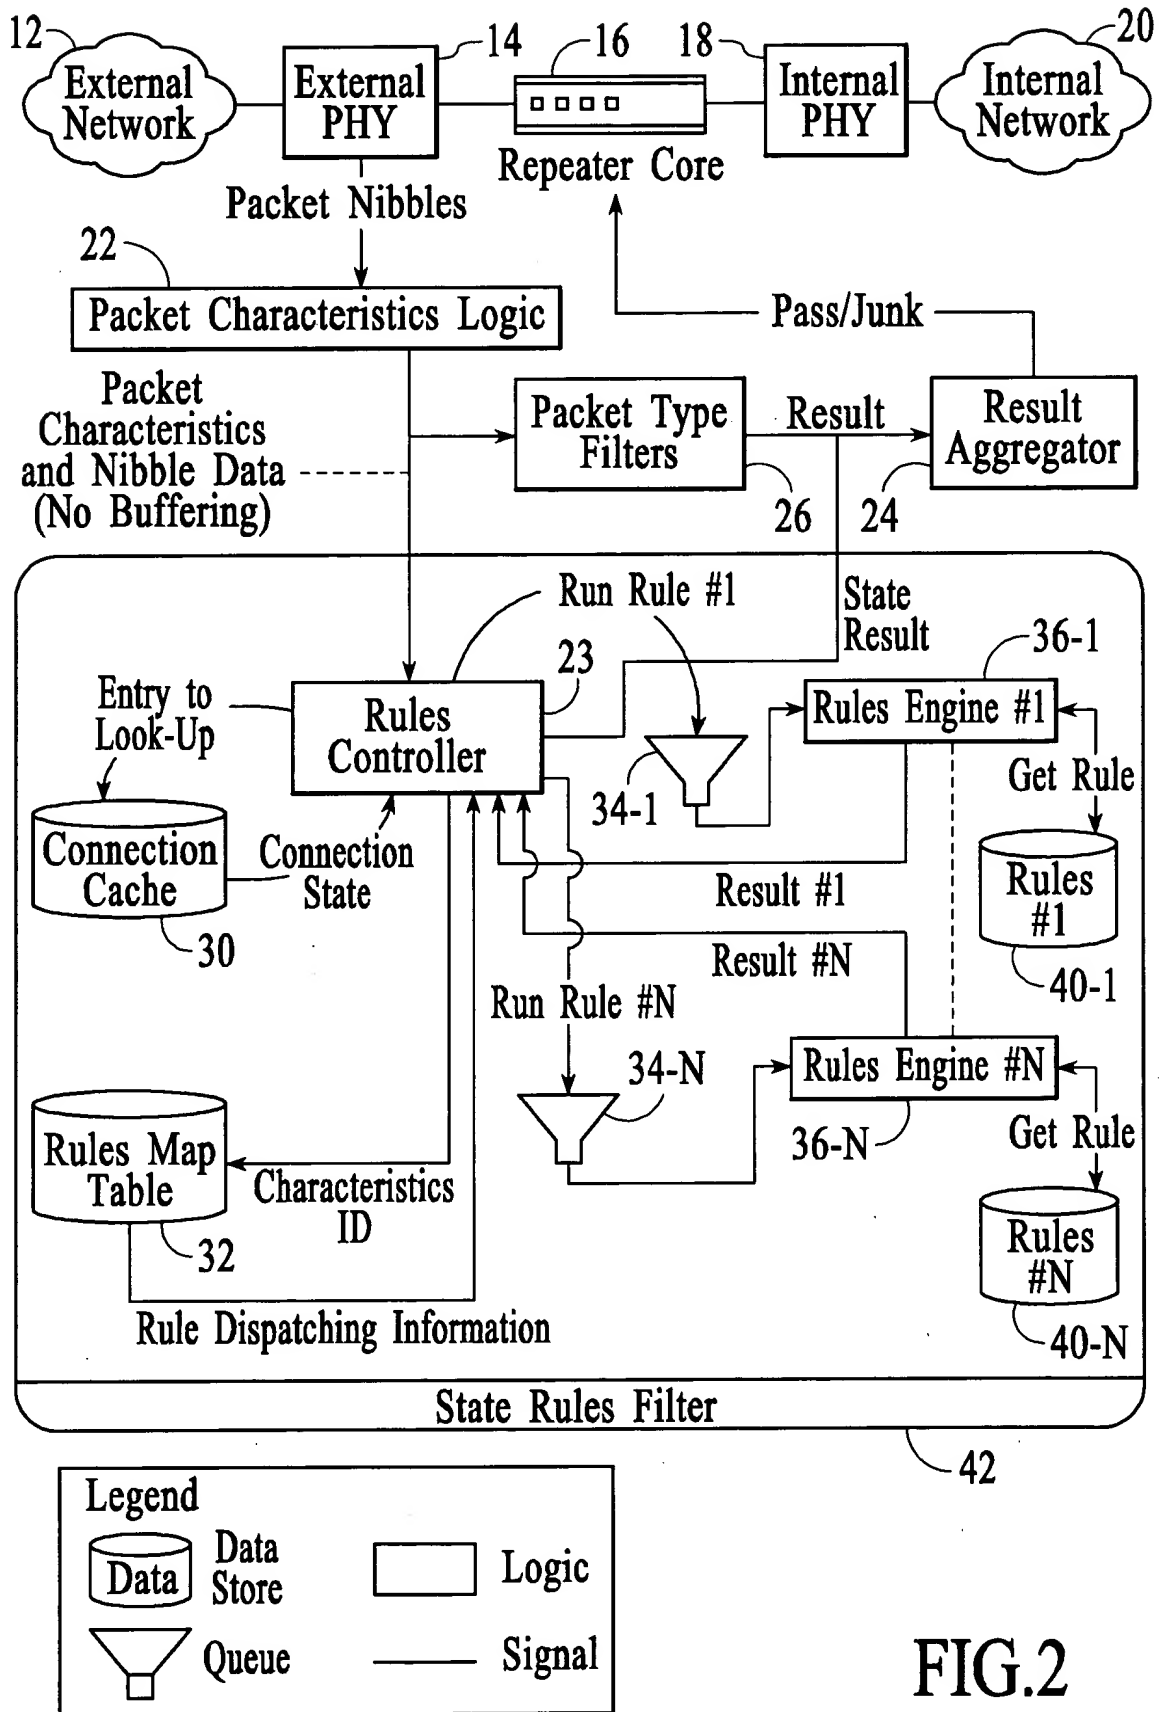 12
External
Network
External
PHY
14
16
Repeater Core
18
Internal
PHY
20
Internal
Network
Packet Nibbles
22
Packet Characteristics Logic
Pass/Junk
Packet
Characteristics
and Nibble Data
(No Buffering)
Packet Type
Filters
26
Result
Result
Aggregator
24
Run Rule #1
State
Result
23
36-1
Entry to
Look-Up
Rules
Controller
34-1
Rules Engine #1
Get Rule
Connection
Cache
30
Connection
State
Result #1
Rules
#1
40-1
Result #N
Run Rule #N
34-N
Rules Engine #N
36-N
Get Rule
Rules Map
Table
32
Characteristics
ID
Rules
#N
40-N
Rule Dispatching Information
State Rules Filter
42
Legend
Data
Data
Store
Logic
Queue
Signal
FIG.2